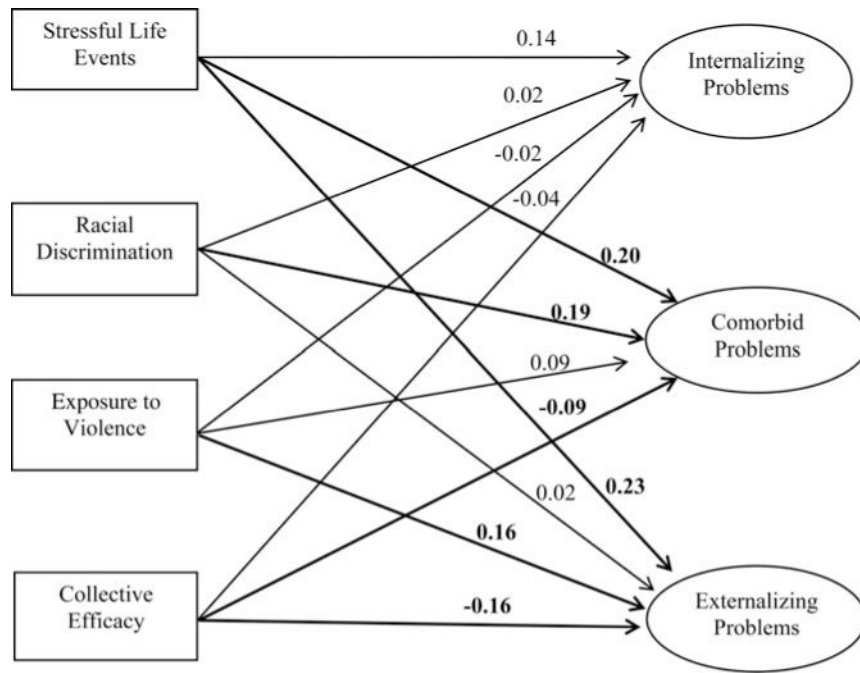 Stressful Life
Events
0.14
Internalizing
Problems
0.02
-0.02
-0.04
Racial
Discrimination
0.20
0.19
Comorbid
Problems
0.09
Exposure to
Violence
-0.09
0.02
0.23
0.16
Collective
Efficacy
-0.16
Externalizing
Problems